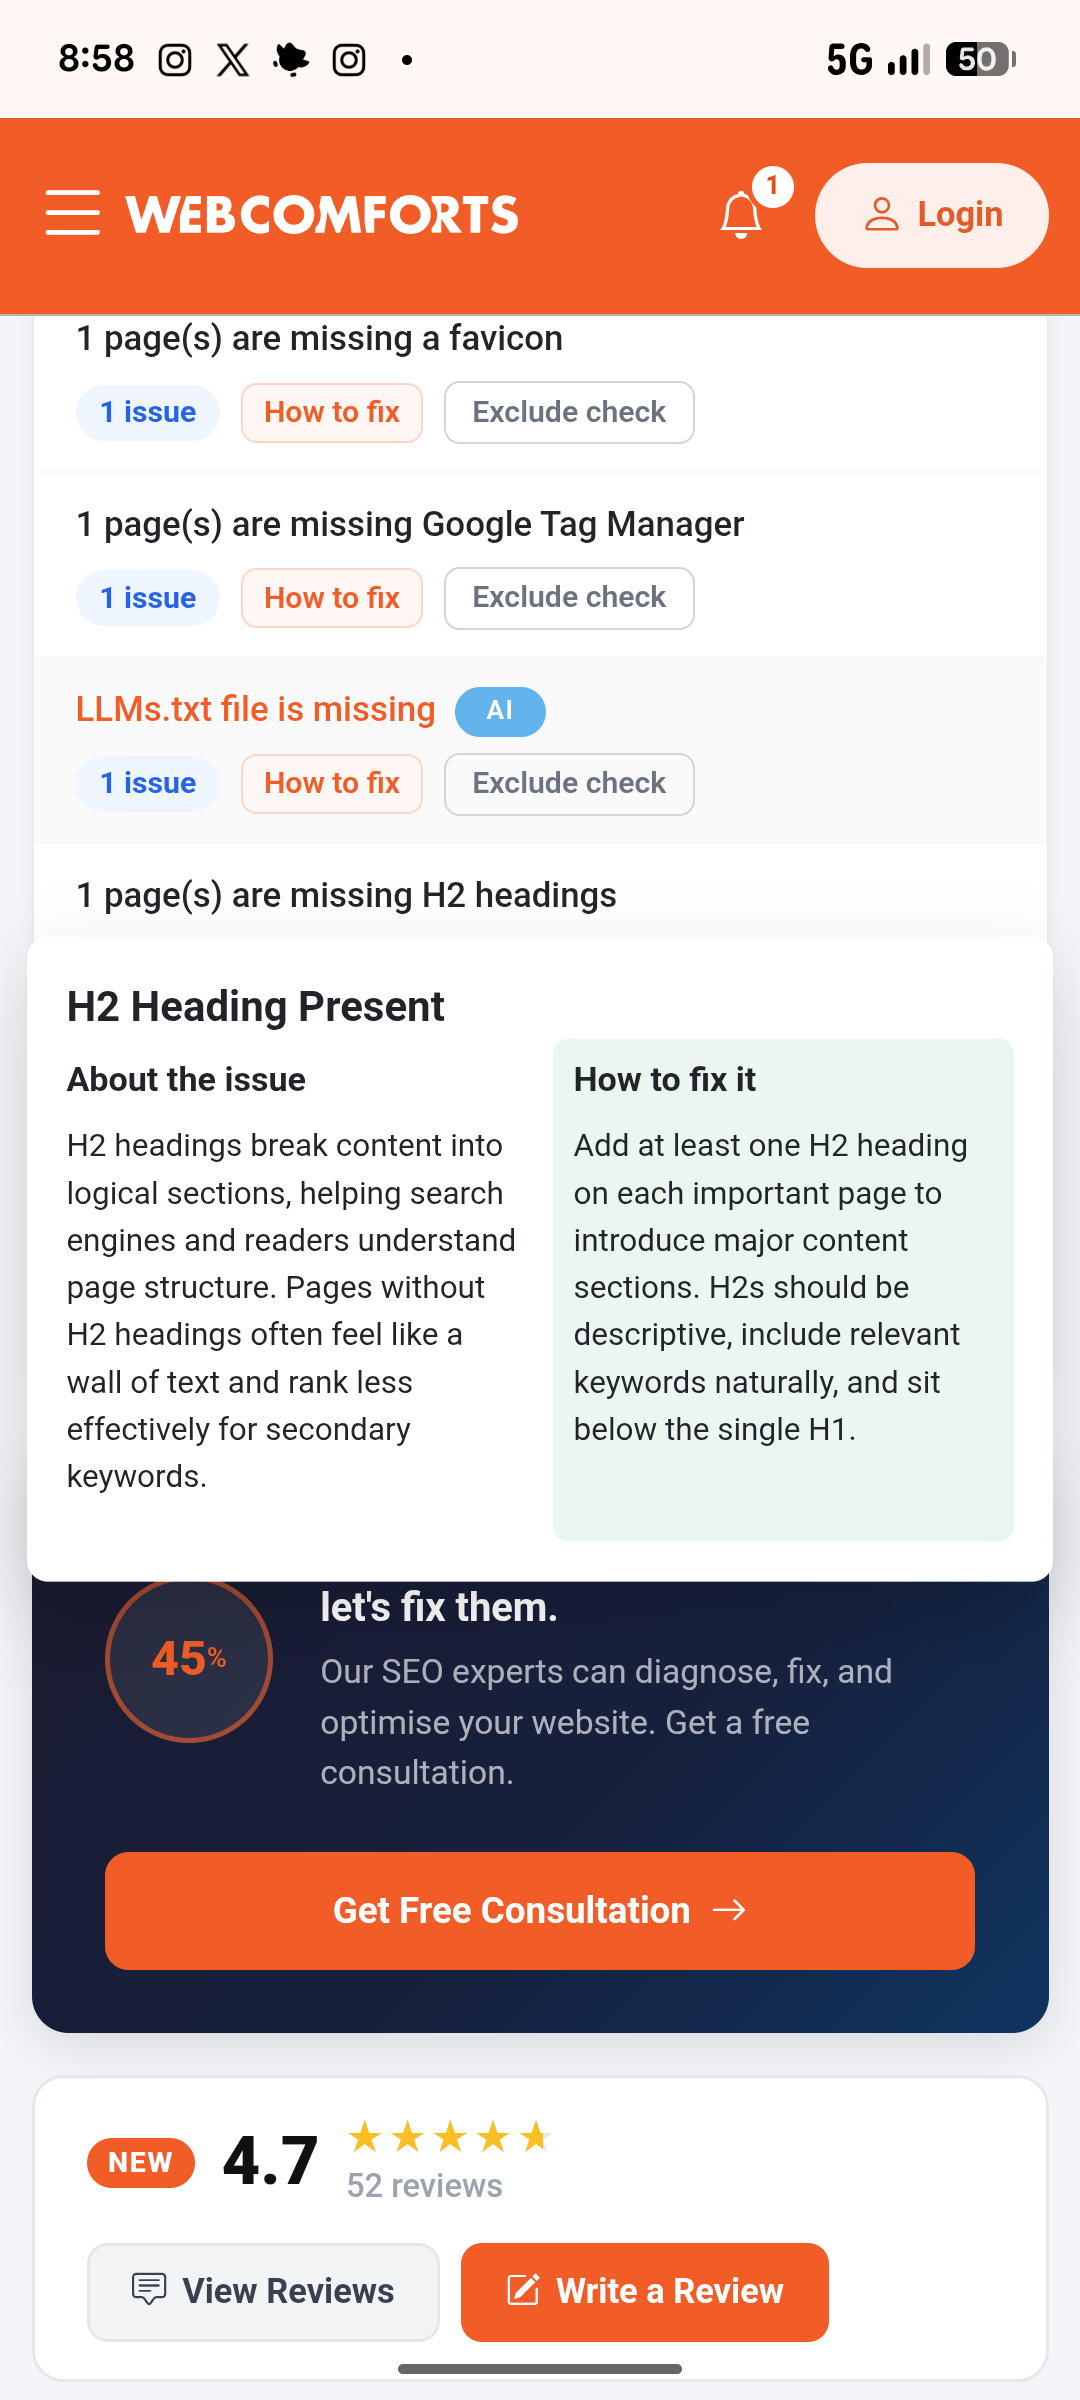 8:58
5G
50
WEBCOMFORTS
1
Login
1 page(s) are missing a favicon
1 issue
How to fix
Exclude check
1 page(s) are missing Google Tag Manager
1 issue
How to fix
Exclude check
LLMs.txt file is missing
AI
1 issue
How to fix
Exclude check
1 page(s) are missing H2 headings
H2 Heading Present
About the issue
H2 headings break content into
logical sections, helping search
engines and readers understand
page structure. Pages without
H2 headings often feel like a
wall of text and rank less
effectively for secondary
keywords.
How to fix it
Add at least one H2 heading
on each important page to
introduce major content
sections. H2s should be
descriptive, include relevant
keywords naturally, and sit
below the single H1.
45%
let's fix them.
Our SEO experts can diagnose, fix, and
optimise your website. Get a free
consultation.
Get Free Consultation →
NEW
4.7
52 reviews
View Reviews
Write a Review